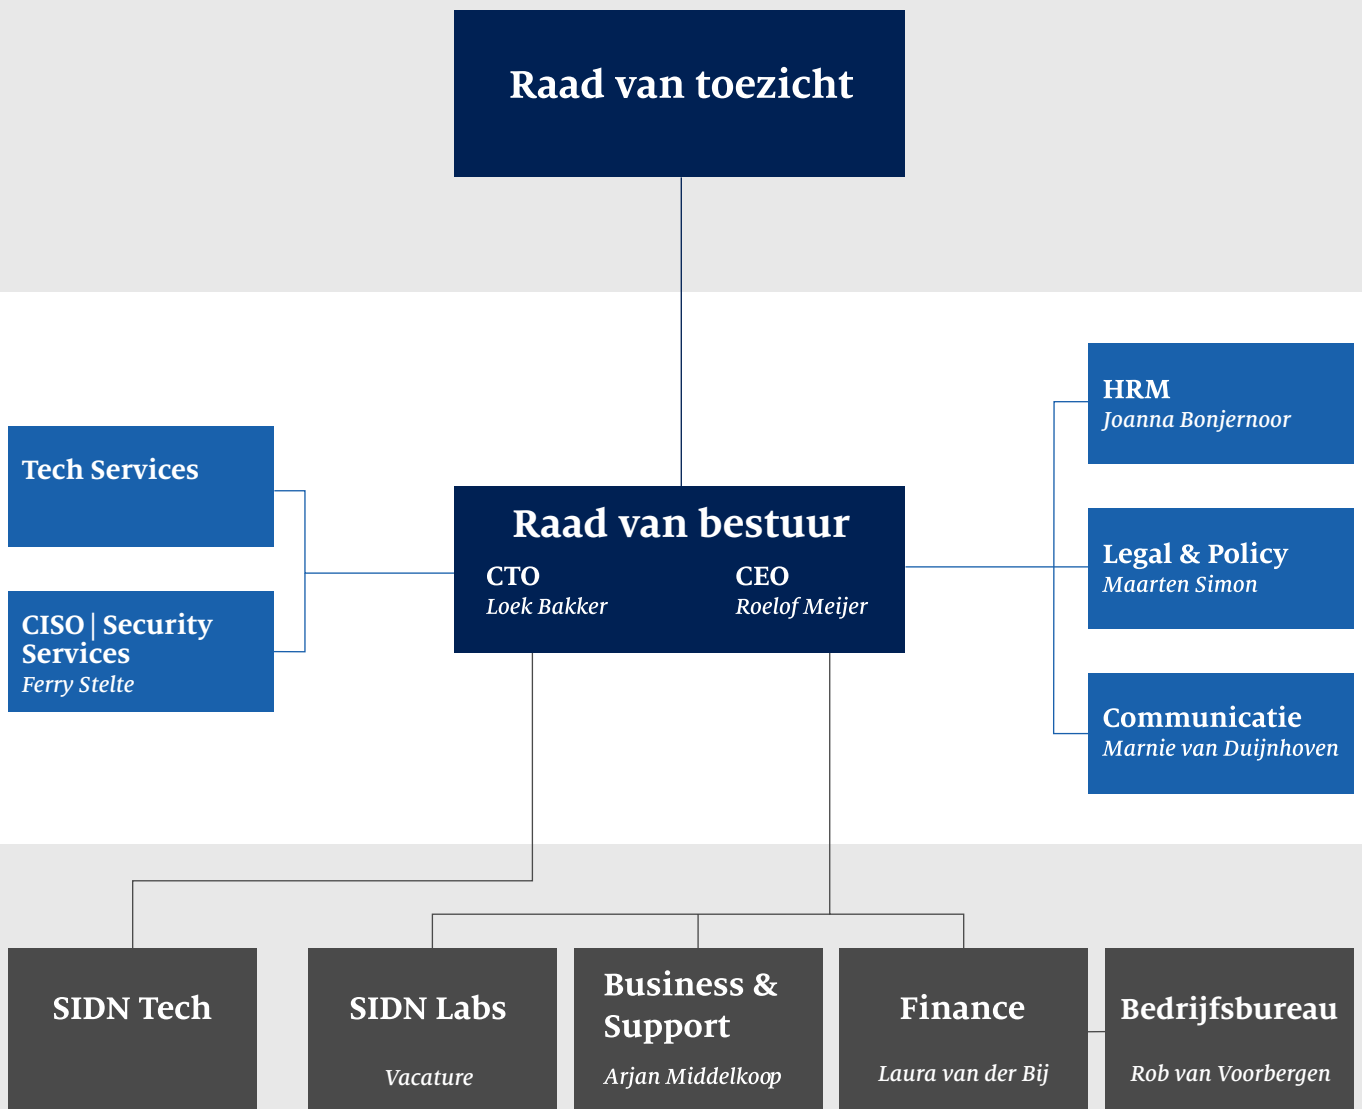 Raad van toezicht
HRM
Joanna Bonjernoor
Tech Services
Raad van bestuur
CTO
Loek Bakker
CEO
Roelof Meijer
Legal & Policy
Maarten Simon
CISO | Security
Services
Ferry Stelte
Communicatie
Marnie van Duijnhoven
SIDN Tech
SIDN Labs
Vacature
Business &
Support
Arjan Middelkoop
Finance
Laura van der Bij
Bedrijfsbureau
Rob van Voorbergen